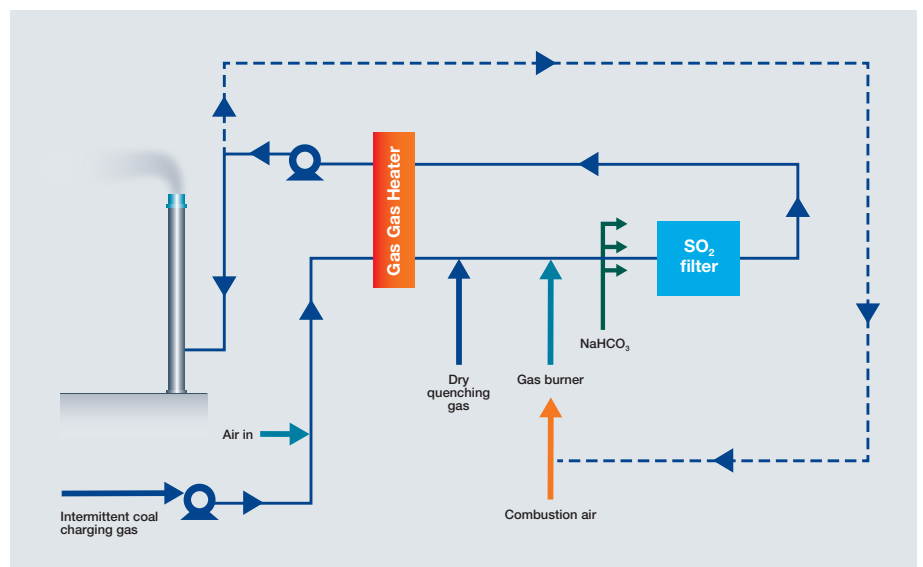 Gas Gas Heater
SO₂
filter
NaHCO₃
Dry
quenching
gas
Gas burner
Air in
Intermittent coal
charging gas
Combustion air